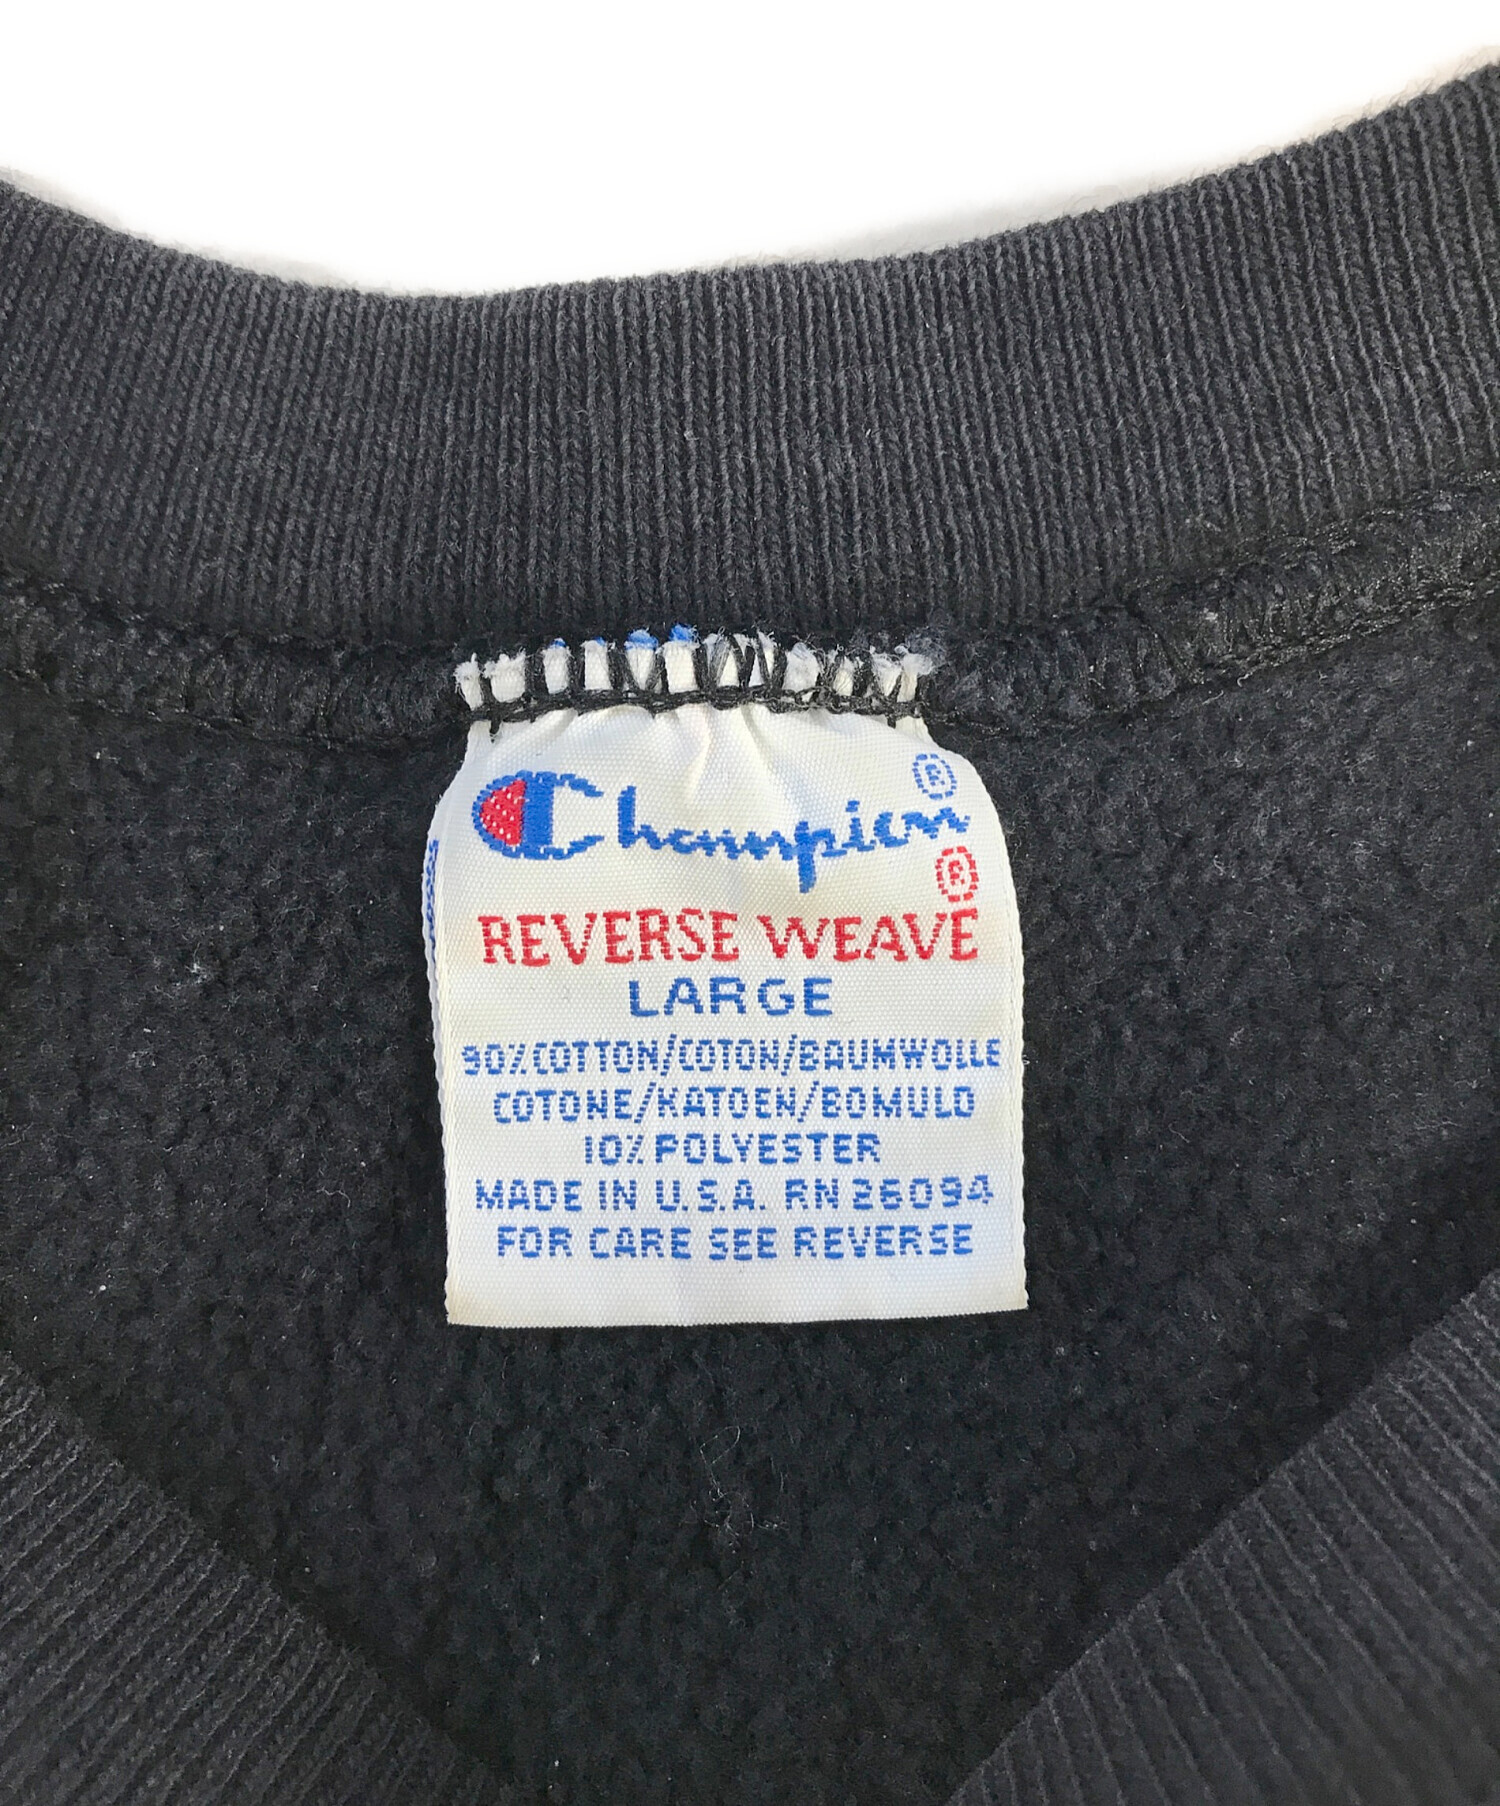 Champion®
®
REVERSE WEAVE
LARGE
90% COTTON/COTON/BAUMWOLLE
COTONE/KATOEN/BOMULD
10% POLYESTER
MADE IN U.S.A. RN 26094
FOR CARE SEE REVERSE